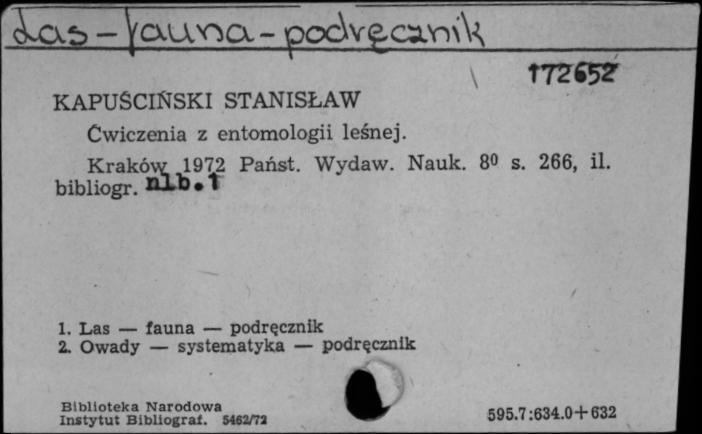 Las - fauna - podręcznik
172652
KAPUŚCIŃSKI STANISŁAW
Ćwiczenia z entomologii leśnej.
Kraków 1972 Państ. Wydaw. Nauk. 8⁰ s. 266, il.
bibliogr. nlb.1
1. Las — fauna — podręcznik
2. Owady — systematyka — podręcznik
Biblioteka Narodowa
Instytut Bibliograf. 5462/72
595.7:634.0+632